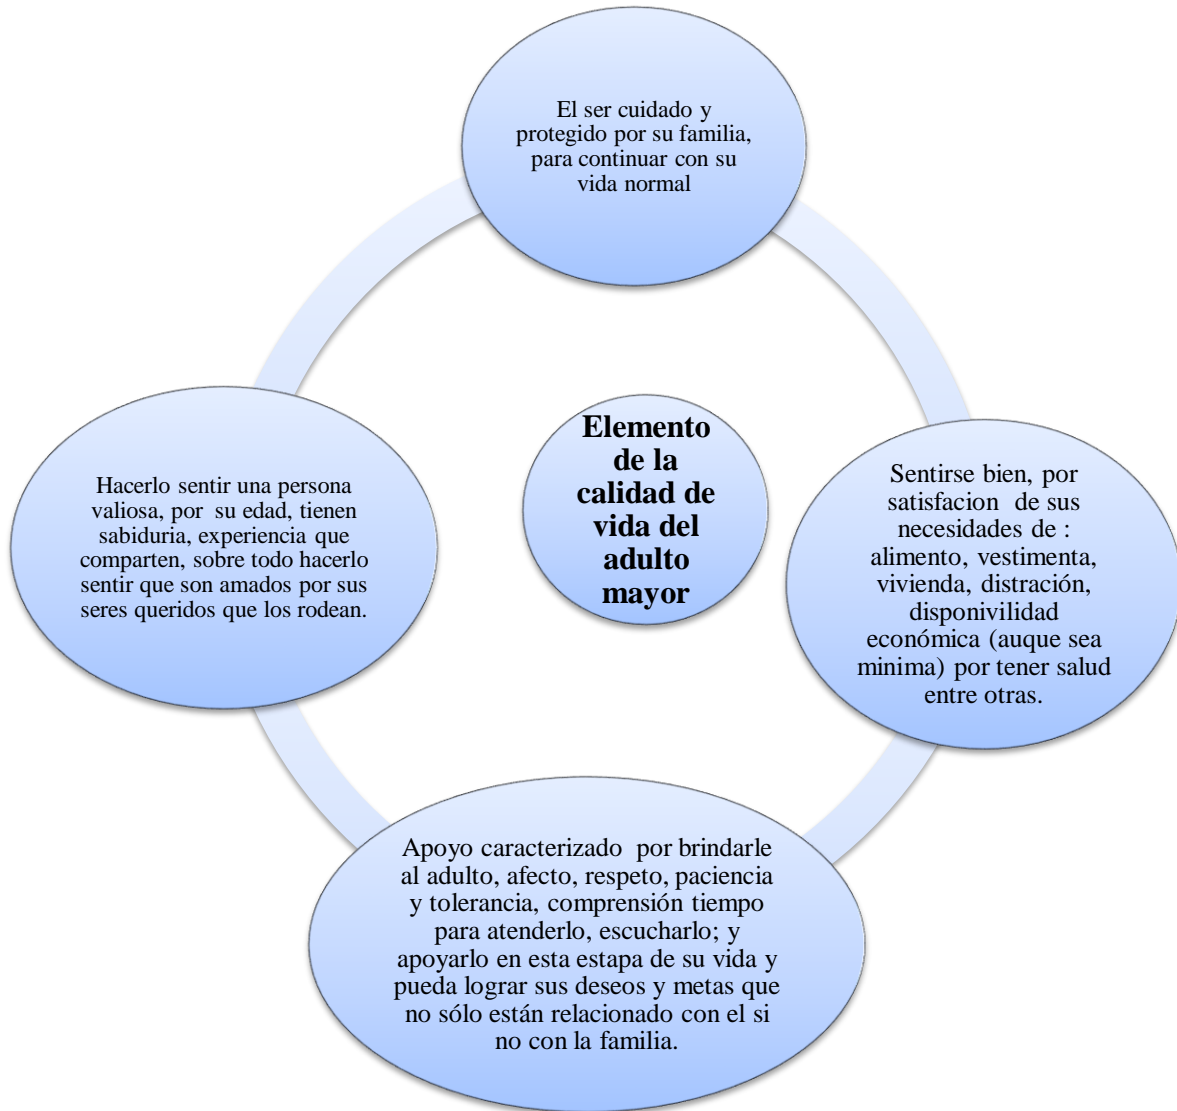 El ser cuidado y
protegido por su familia,
para continuar con su
vida normal
Elemento
de la
calidad de
vida del
adulto
mayor
Sentirse bien, por
satisfacion de sus
necesidades de :
alimento, vestimenta,
vivienda, distración,
disponivilidad
económica (auque sea
minima) por tener salud
entre otras.
Apoyo caracterizado por brindarle
al adulto, afecto, respeto, paciencia
y tolerancia, comprensión tiempo
para atenderlo, escucharlo; y
apoyarlo en esta estapa de su vida y
pueda lograr sus deseos y metas que
no sólo están relacionado con el si
no con la familia.
Hacerlo sentir una persona
valiosa, por su edad, tienen
sabiduria, experiencia que
comparten, sobre todo hacerlo
sentir que son amados por sus
seres queridos que los rodean.